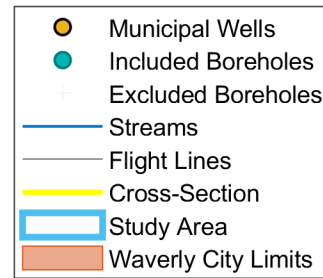 Municipal Wells
Included Boreholes
Excluded Boreholes
Streams
Flight Lines
Cross-Section
Study Area
Waverly City Limits